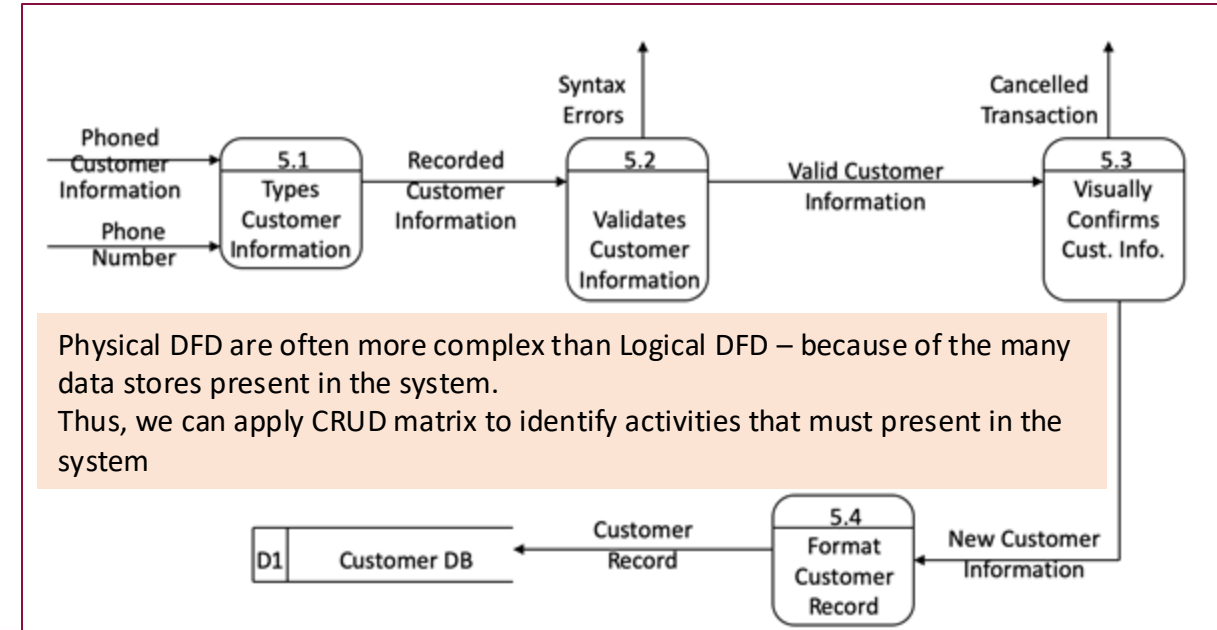 Syntax
Errors
Cancelled
Transaction
Phoned
Customer
Information
Phone
Number
5.1
Types
Customer
Information
Recorded
Customer
Information
5.2
Validates
Customer
Information
Valid Customer
Information
5.3
Visually
Confirms
Cust. Info.
Physical DFD are often more complex than Logical DFD – because of the many
data stores present in the system.
Thus, we can apply CRUD matrix to identify activities that must present in the
system
D1
Customer DB
Customer
Record
5.4
Format
Customer
Record
New Customer
Information